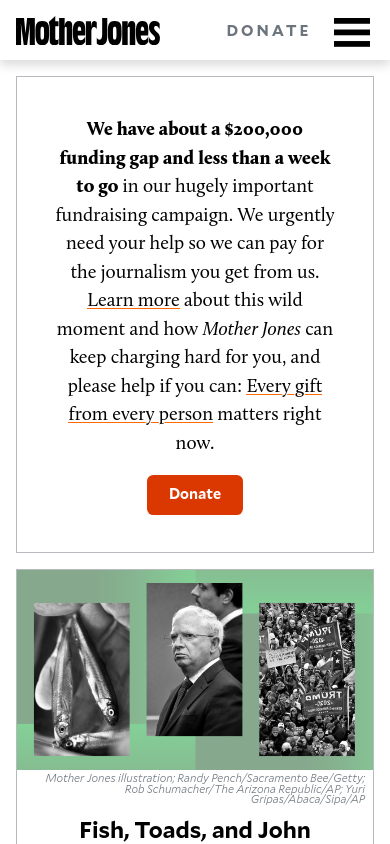 Mother Jones
DONATE
We have about a $200,000
funding gap and less than a week
to go in our hugely important
fundraising campaign. We urgently
need your help so we can pay for
the journalism you get from us.
Learn more about this wild
moment and how Mother Jones can
keep charging hard for you, and
please help if you can: Every gift
from every person matters right
now.
Donate
TRUMP
TRUMP
Mother Jones illustration; Randy Pench/Sacramento Bee/Getty;
Rob Schumacher/The Arizona Republic/AP; Yuri
Gripas/Abaca/Sipa/AP
Fish, Toads, and John